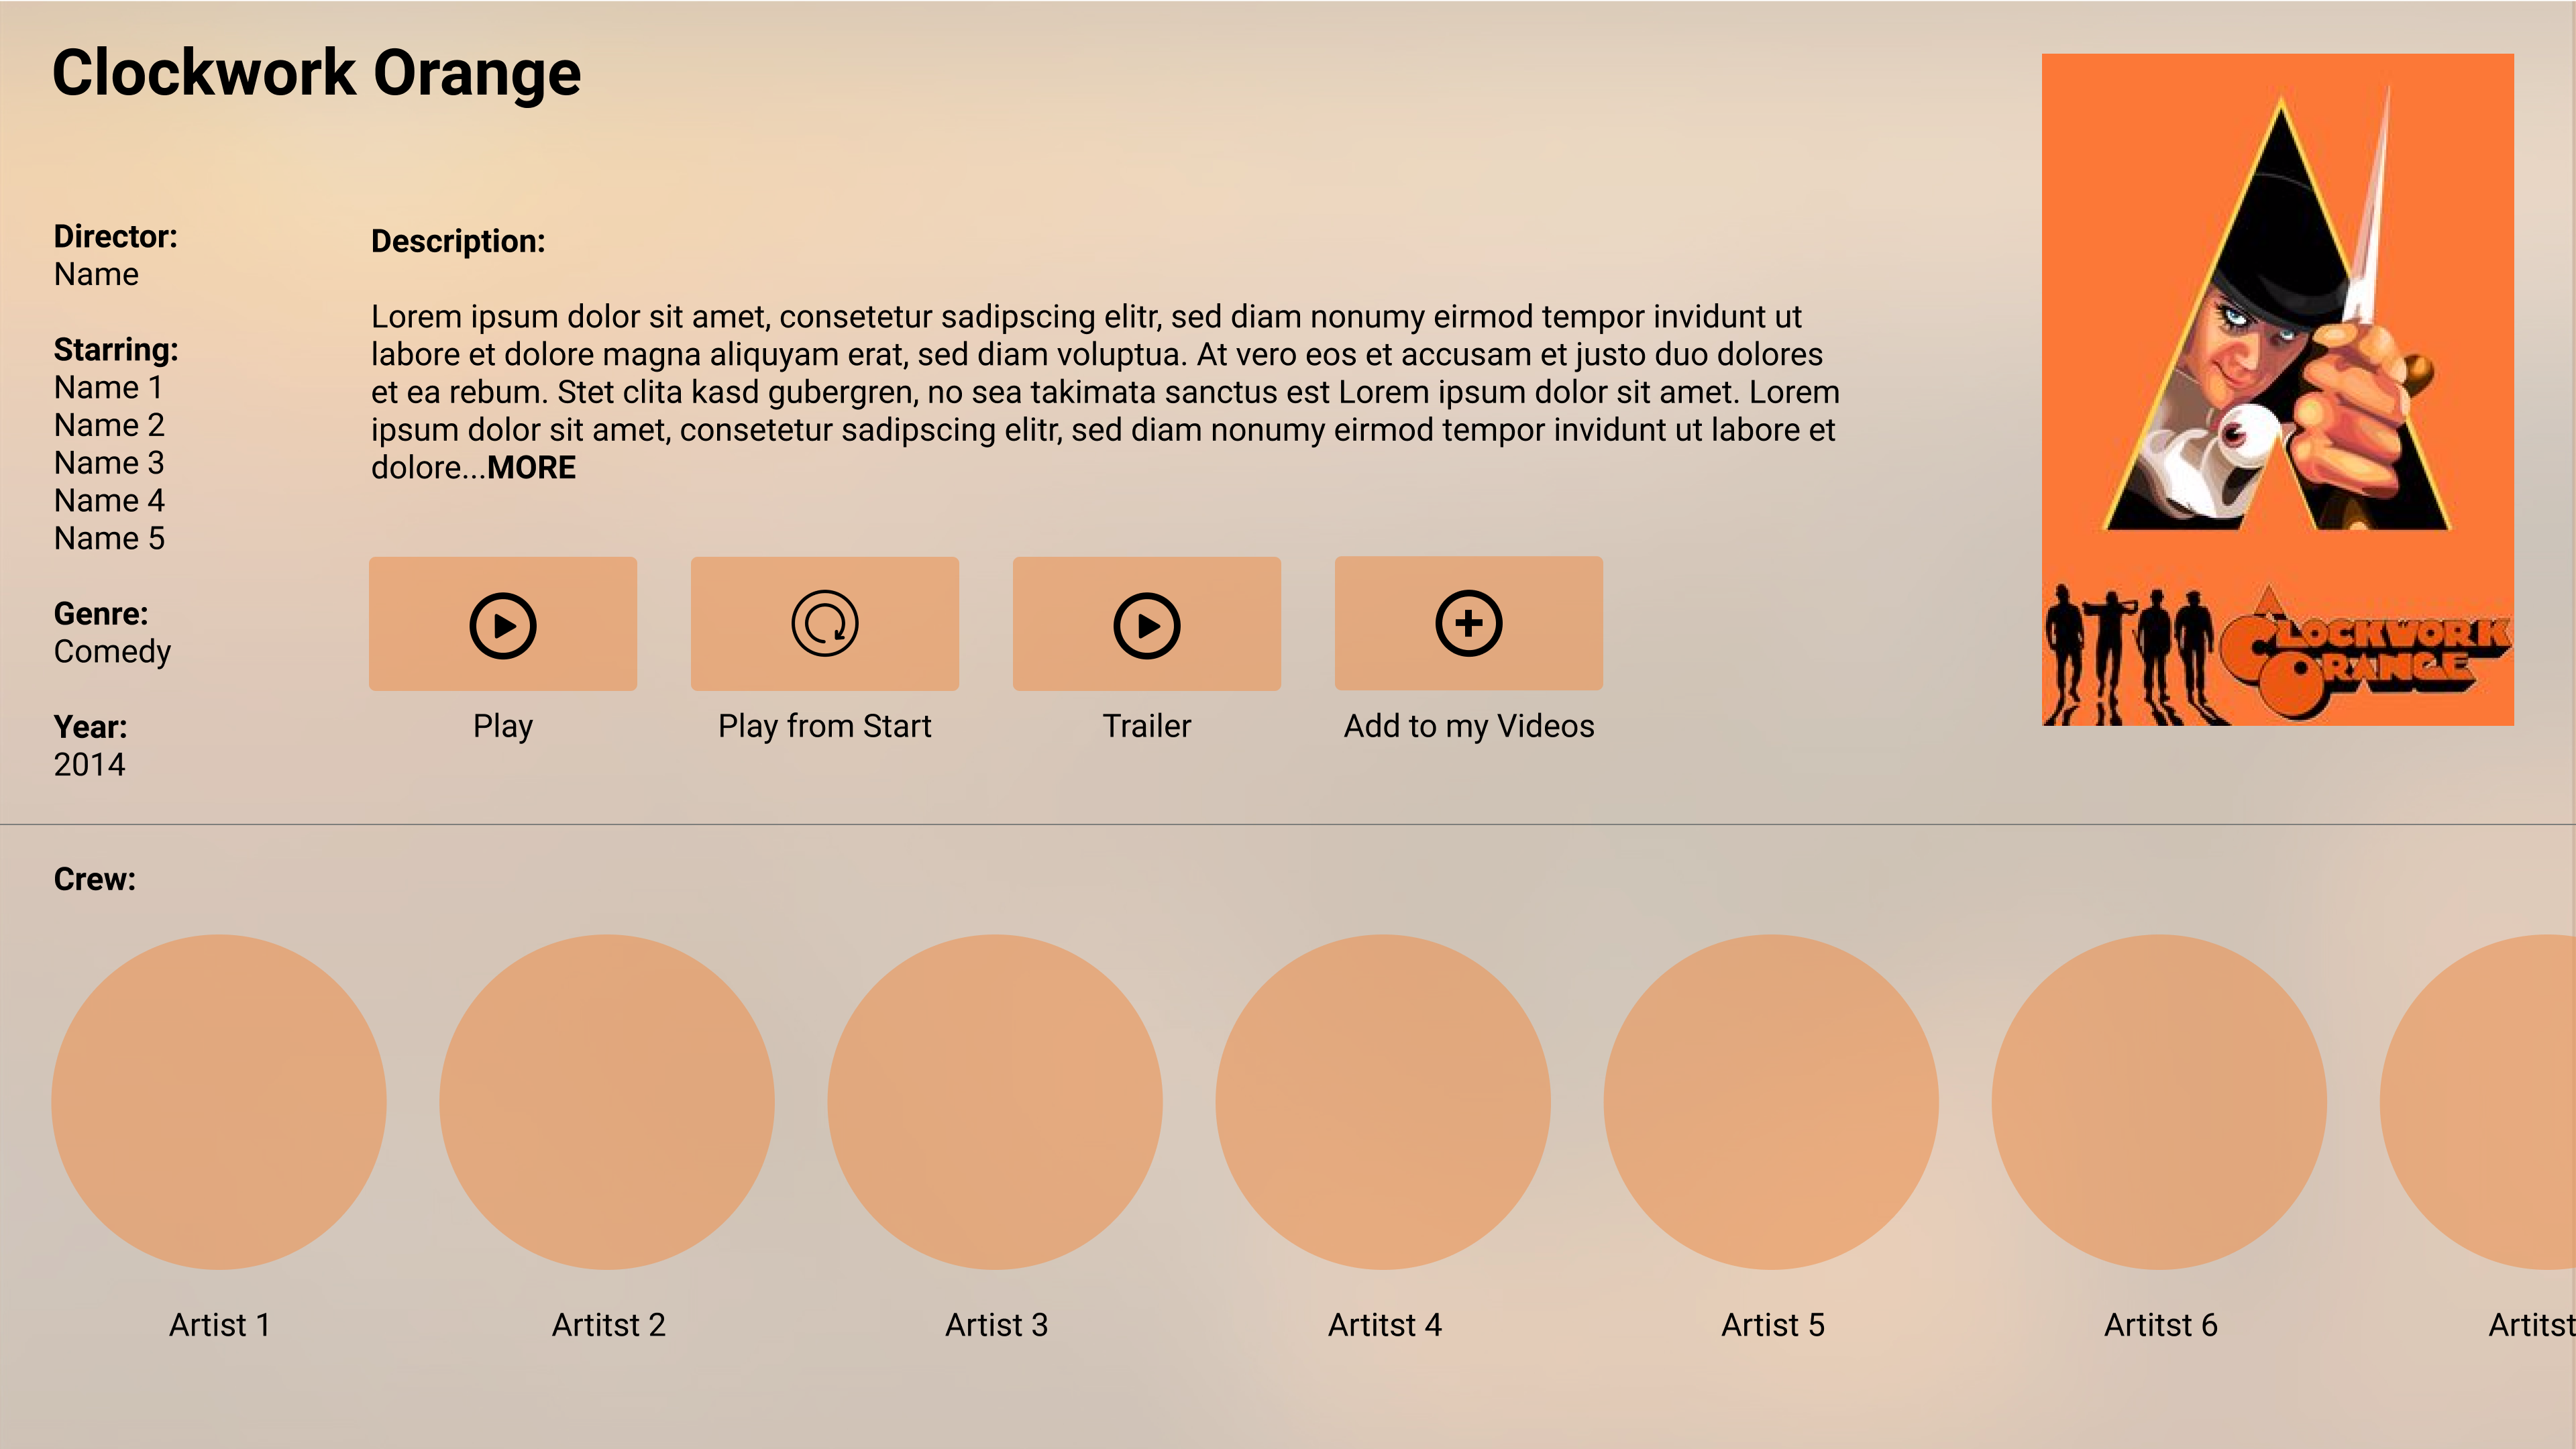 Clockwork Orange
Director:
Name
Starring:
Name 1
Name 2
Name 3
Name 4
Name 5
Genre:
Comedy
Year:
2014
Description:
Lorem ipsum dolor sit amet, consetetur sadipscing elitr, sed diam nonumy eirmod tempor invidunt ut
labore et dolore magna aliquyam erat, sed diam voluptua. At vero eos et accusam et justo duo dolores
et ea rebum. Stet clita kasd gubergren, no sea takimata sanctus est Lorem ipsum dolor sit amet. Lorem
ipsum dolor sit amet, consetetur sadipscing elitr, sed diam nonumy eirmod tempor invidunt ut labore et
dolore...MORE
Play
Play from Start
Trailer
Add to my Videos
A
CLOCKWORK
ORANGE
Crew:
Artist 1
Artitst 2
Artist 3
Artitst 4
Artist 5
Artitst 6
Artitst